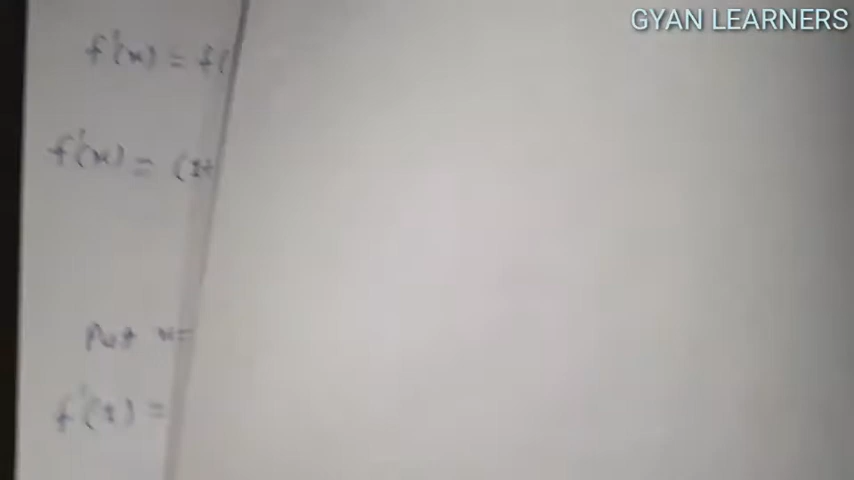 GYAN LEARNERS
f'(x) = f(
f'(x) = (1+
Put x=
f'(1) =